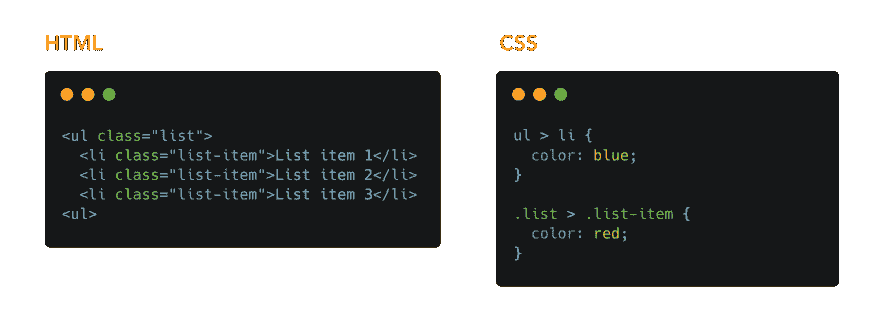 HTML
<ul class="list">
  <li class="list-item">List item 1</li>
  <li class="list-item">List item 2</li>
  <li class="list-item">List item 3</li>
<ul>
CSS
ul > li {
  color: blue;
}
.list > .list-item {
  color: red;
}